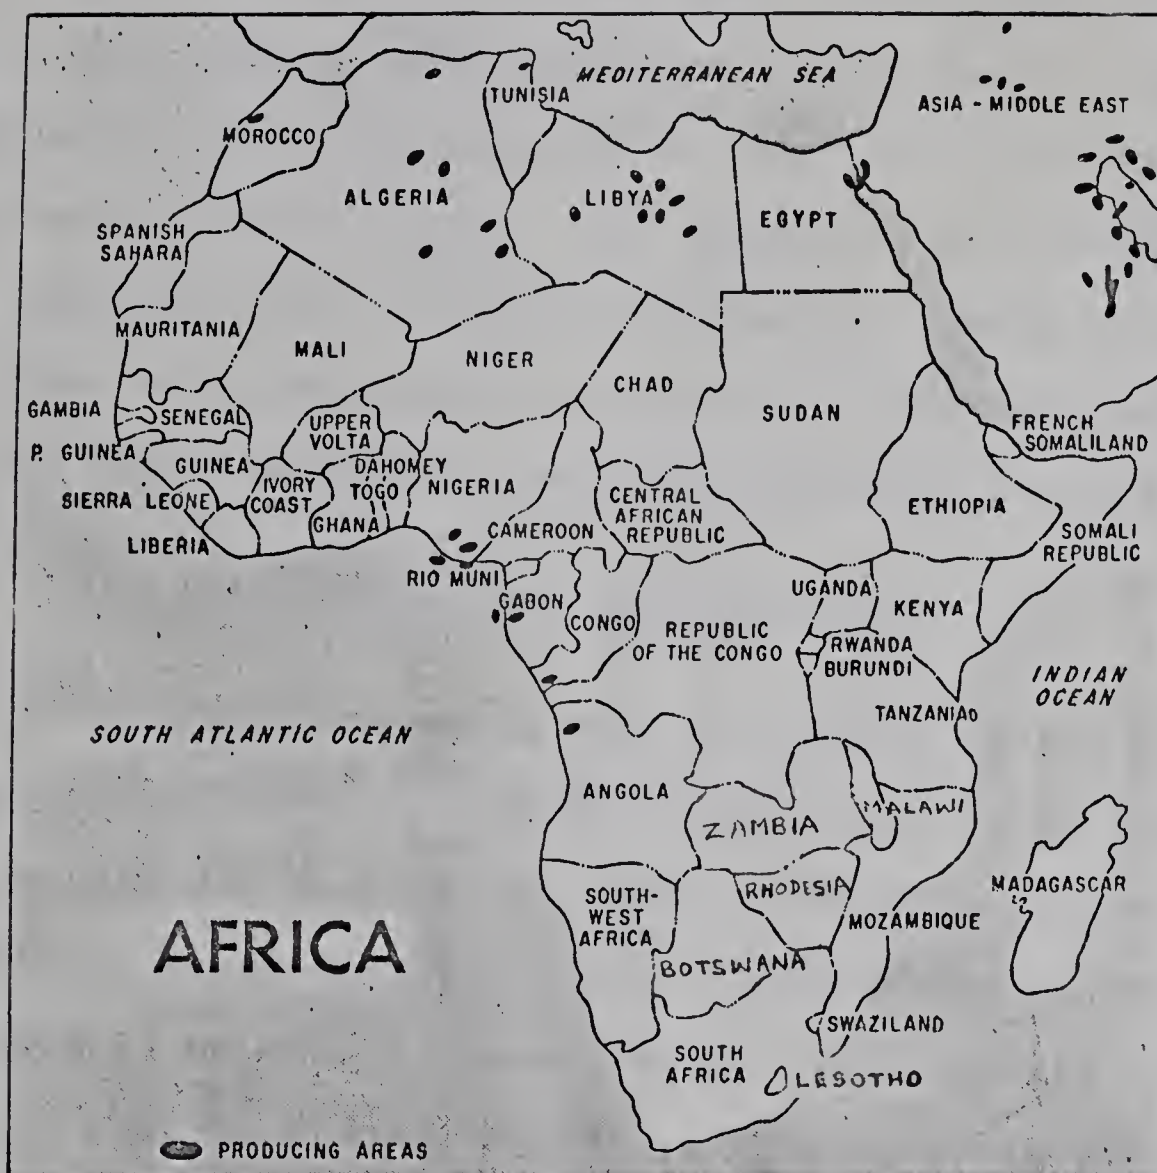 MEDITERRANEAN SEA
ASIA - MIDDLE EAST
TUNISIA
MOROCCO
ALGERIA
LIBYA
EGYPT
SPANISH
SAHARA
MAURITANIA
MALI
NIGER
CHAD
SUDAN
GAMBIA
SENEGAL
UPPER
VOLTA
FRENCH
SOMALILAND
P. GUINEA
GUINEA
DAHOMEY
TOGO
NIGERIA
SIERRA LEONE
IVORY
COAST
GHANA
CENTRAL
AFRICAN
REPUBLIC
ETHIOPIA
LIBERIA
CAMEROON
SOMALI
REPUBLIC
RIO MUNI
GABON
CONGO
UGANDA
KENYA
REPUBLIC
OF THE CONGO
RWANDA
BURUNDI
INDIAN
OCEAN
TANZANIA
SOUTH ATLANTIC OCEAN
ANGOLA
ZAMBIA
MALAWI
RHODESIA
MADAGASCAR
SOUTH-
WEST
AFRICA
MOZAMBIQUE
AFRICA
BOTSWANA
SWAZILAND
SOUTH
AFRICA
LESOTHO
PRODUCING AREAS